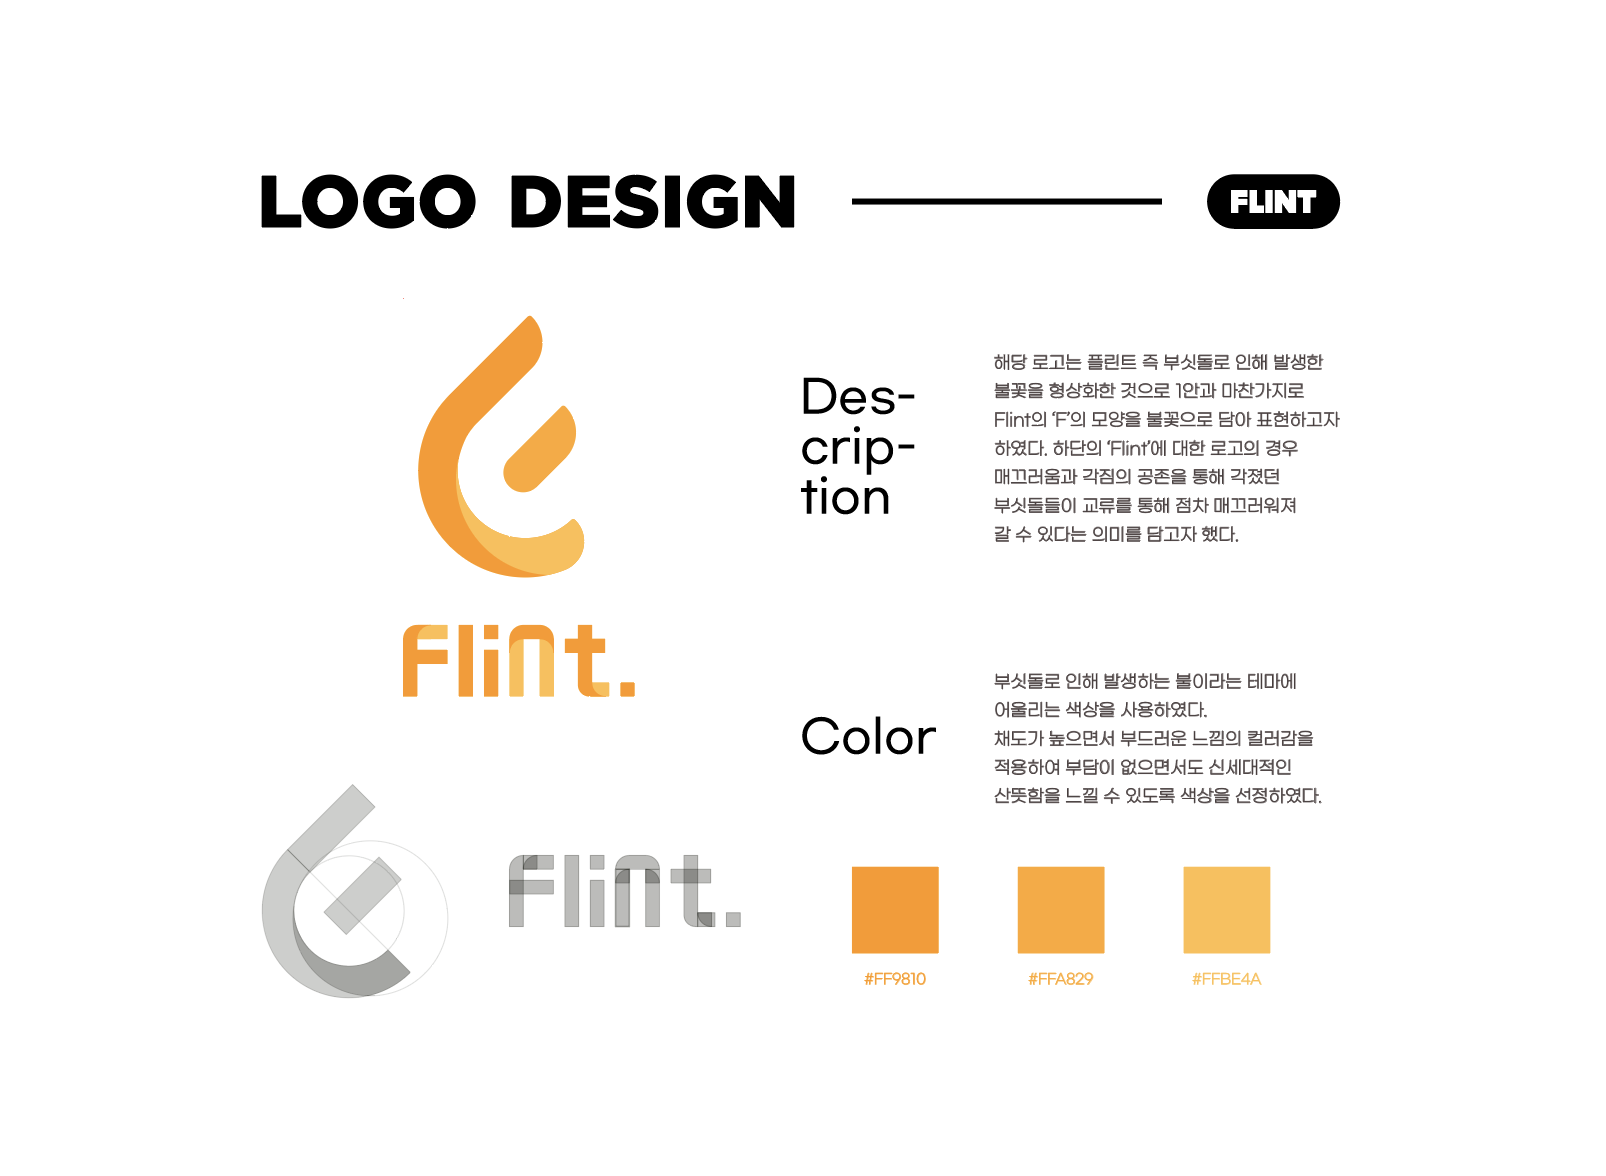 LOGO DESIGN
FLINT
Flint.
Des-
crip-
tion
해당 로고는 플린트 즉 부싯돌로 인해 발생한
불꽃을 형상화한 것으로 1안과 마찬가지로
Flint의 ‘F’의 모양을 불꽃으로 담아 표현하고자
하였다. 하단의 ‘Flint’에 대한 로고의 경우
매끄러움과 각짐의 공존을 통해 각졌던
부싯돌들이 교류를 통해 점차 매끄러워져
갈 수 있다는 의미를 담고자 했다.
Color
부싯돌로 인해 발생하는 불이라는 테마에
어울리는 색상을 사용하였다.
채도가 높으면서 부드러운 느낌의 컬러감을
적용하여 부담이 없으면서도 신세대적인
산뜻함을 느낄 수 있도록 색상을 선정하였다.
Flint.
#FF9810
#FFA829
#FFBE4A